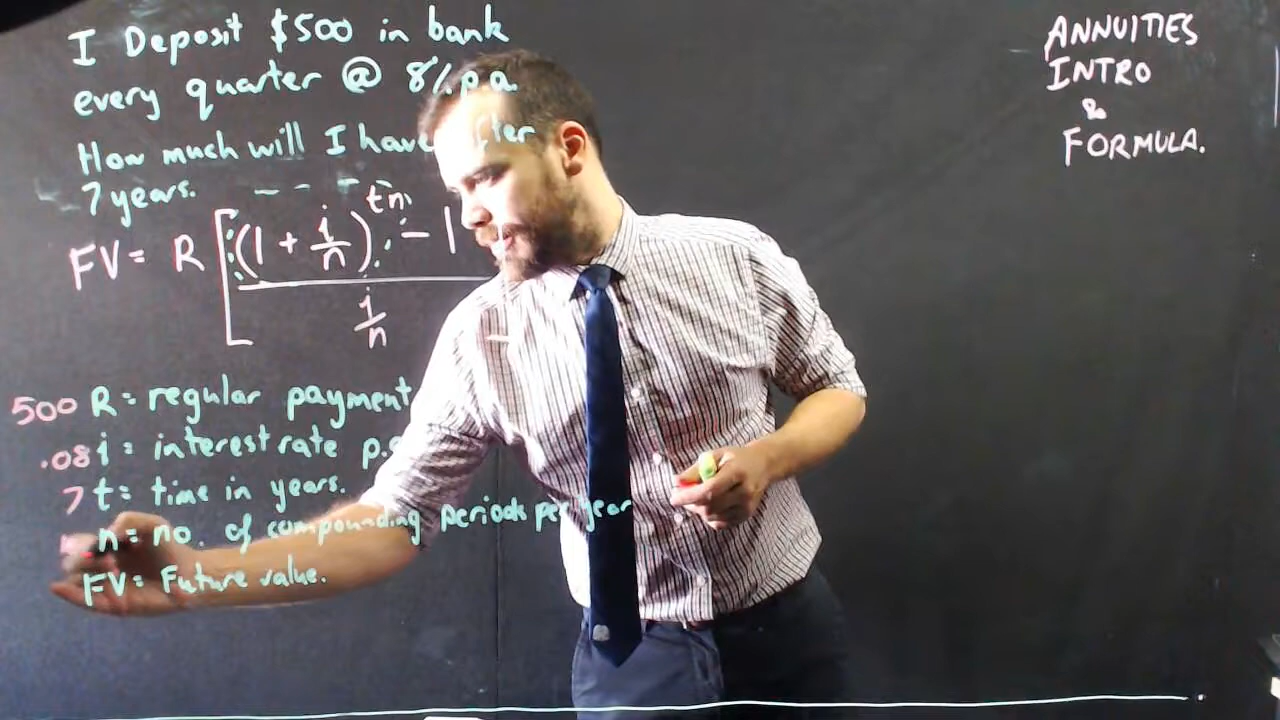 I Deposit $500 in bank
every quarter @ 8% p.a.
How much will I have after
7 years.
FV = R [ (1 + i/n)^tn - 1
i/n
500 R = regular payment
.08 i = interest rate p.a
7 t = time in years.
n = no. of compounding periods per year
FV = Future value.
ANNUITIES
INTRO
&
FORMULA.